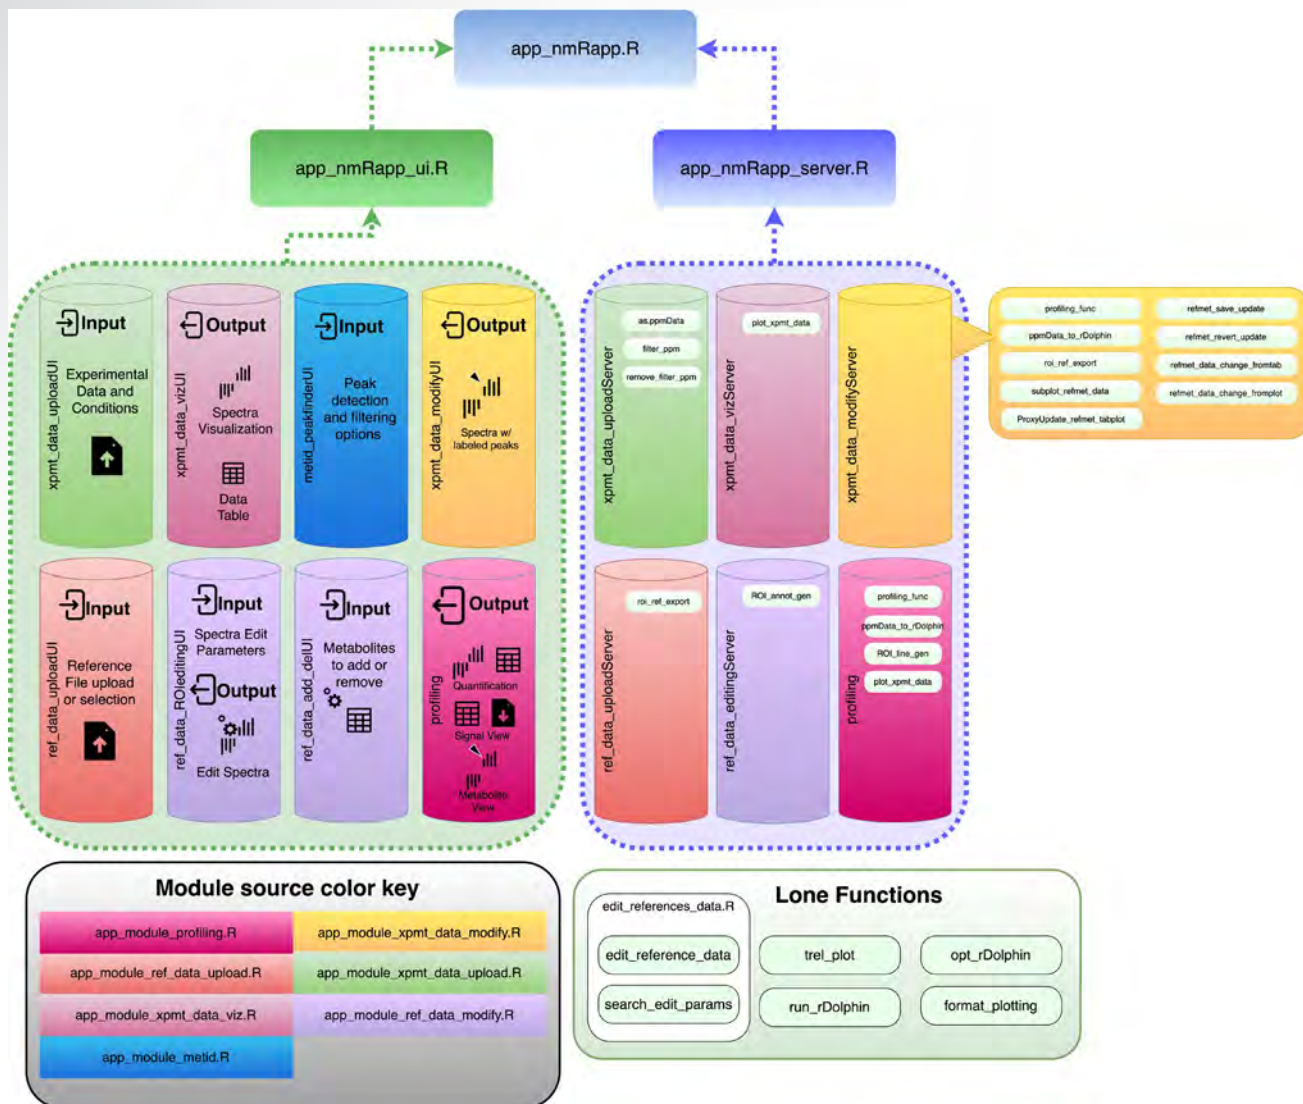 app_nmRapp.R
app_nmRapp_ui.R
app_nmRapp_server.R
xpmt_data_uploadUI
Input
Experimental
Data and
Conditions
xpmt_data_vizUI
Output
Spectra
Visualization
Data
Table
metid_peakfinderUI
Input
Peak
detection
and filtering
options
xpmt_data_modifyUI
Output
Spectra w/
labeled peaks
ref_data_uploadUI
Input
Reference
File upload
or selection
ref_data_ROIeditingUI
Input
Spectra Edit
Parameters
Output
Edit Spectra
ref_data_add_delUI
Input
Metabolites
to add or
remove
profiling
Output
Quantification
Signal View
Metabolite
View
xpmt_data_uploadServer
as.ppmData
filter_ppm
remove_filter_ppm
xpmt_data_vizServer
plot_xpmt_data
xpmt_data_modifyServer
profiling_func
ppmData_to_rDolphin
roi_ref_export
subplot_refmet_data
ProxyUpdate_refmet_tabplot
refmet_save_update
refmet_revert_update
refmet_data_change_fromtab
refmet_data_change_fromplot
ref_data_uploadServer
roi_ref_export
ref_data_editingServer
ROI_annot_gen
profiling
profiling_func
ppmData_to_rDolphin
ROI_line_gen
plot_xpmt_data
Module source color key
app_module_profiling.R
app_module_xpmt_data_modify.R
app_module_ref_data_upload.R
app_module_xpmt_data_upload.R
app_module_xpmt_data_viz.R
app_module_ref_data_modify.R
app_module_metid.R
Lone Functions
edit_references_data.R
edit_reference_data
search_edit_params
trel_plot
opt_rDolphin
run_rDolphin
format_plotting